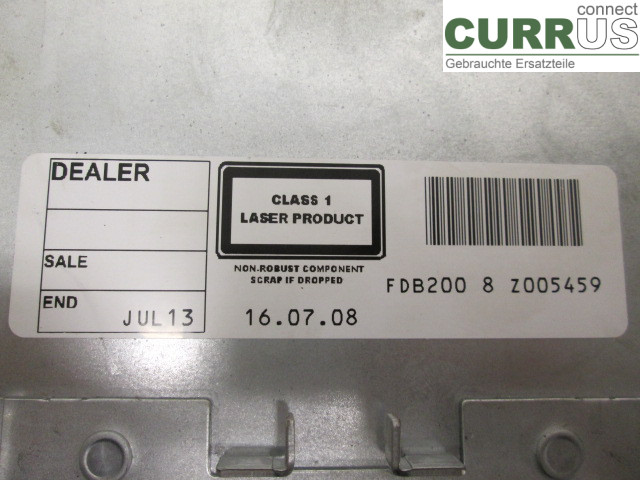 connect
CURRUS
Gebrauchte Ersatzteile
DEALER
SALE
END JUL13
CLASS 1
LASER PRODUCT
NON-ROBUST COMPONENT
SCRAP IF DROPPED
16.07.08
FDB200 8 Z005459